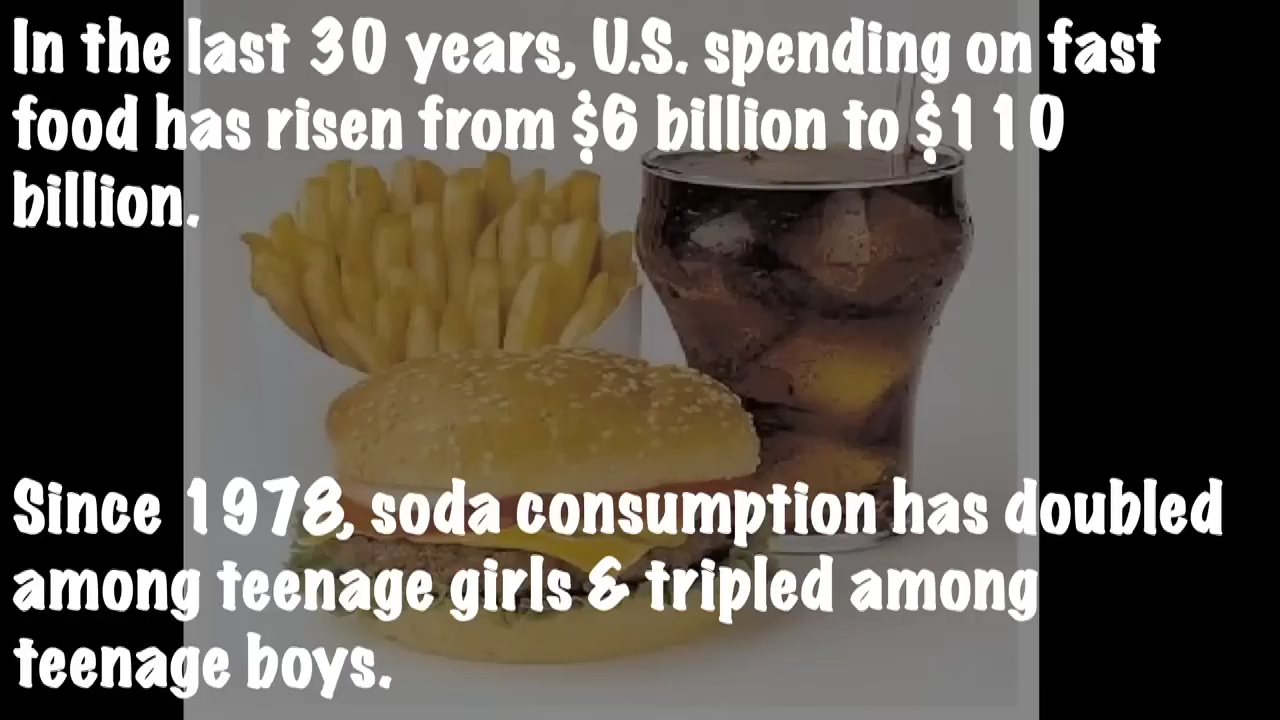 In the last 30 years, U.S. spending on fast
food has risen from $6 billion to $110
billion.
Since 1978, soda consumption has doubled
among teenage girls & tripled among
teenage boys.